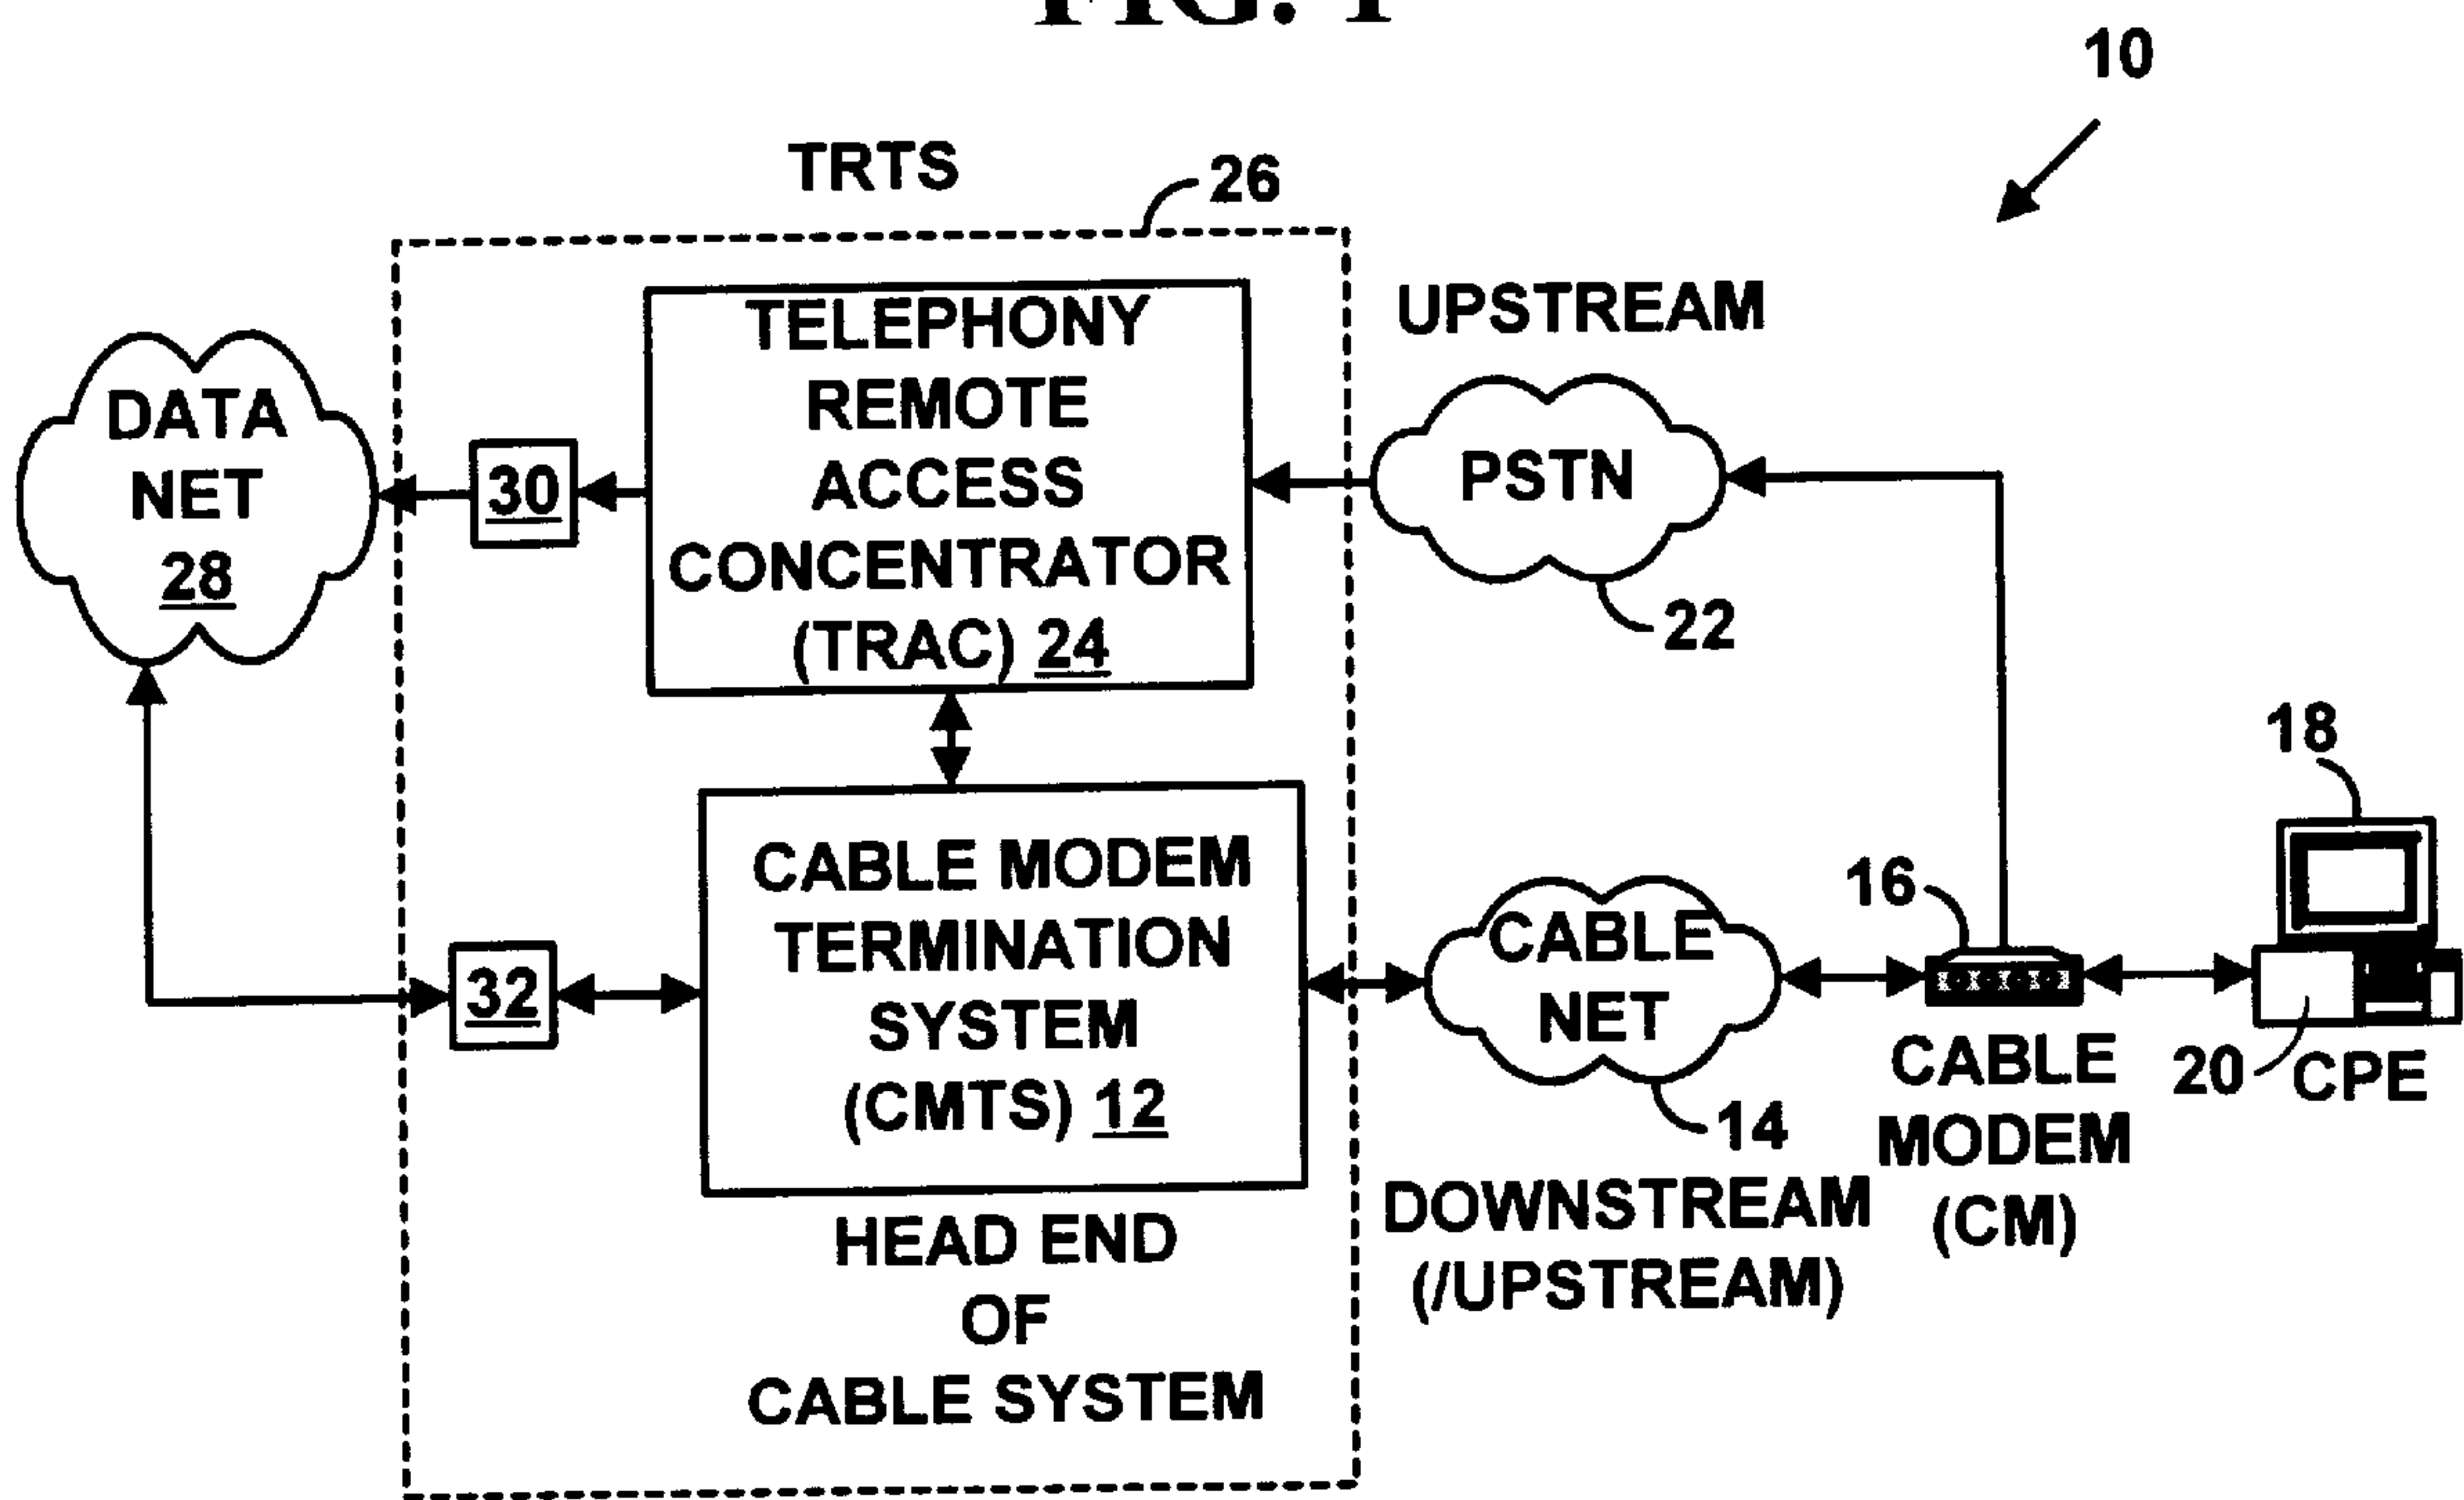 FIG. 1
10
TRTS
26
TELEPHONY
REMOTE
ACCESS
CONCENTRATOR
(TRAC) 24
UPSTREAM
DATA
NET
28
30
PSTN
22
18
CABLE MODEM
TERMINATION
SYSTEM
(CMTS) 12
32
CABLE
NET
14
16
CABLE
MODEM
(CM)
20 CPE
DOWNSTREAM
(/UPSTREAM)
HEAD END
OF
CABLE SYSTEM